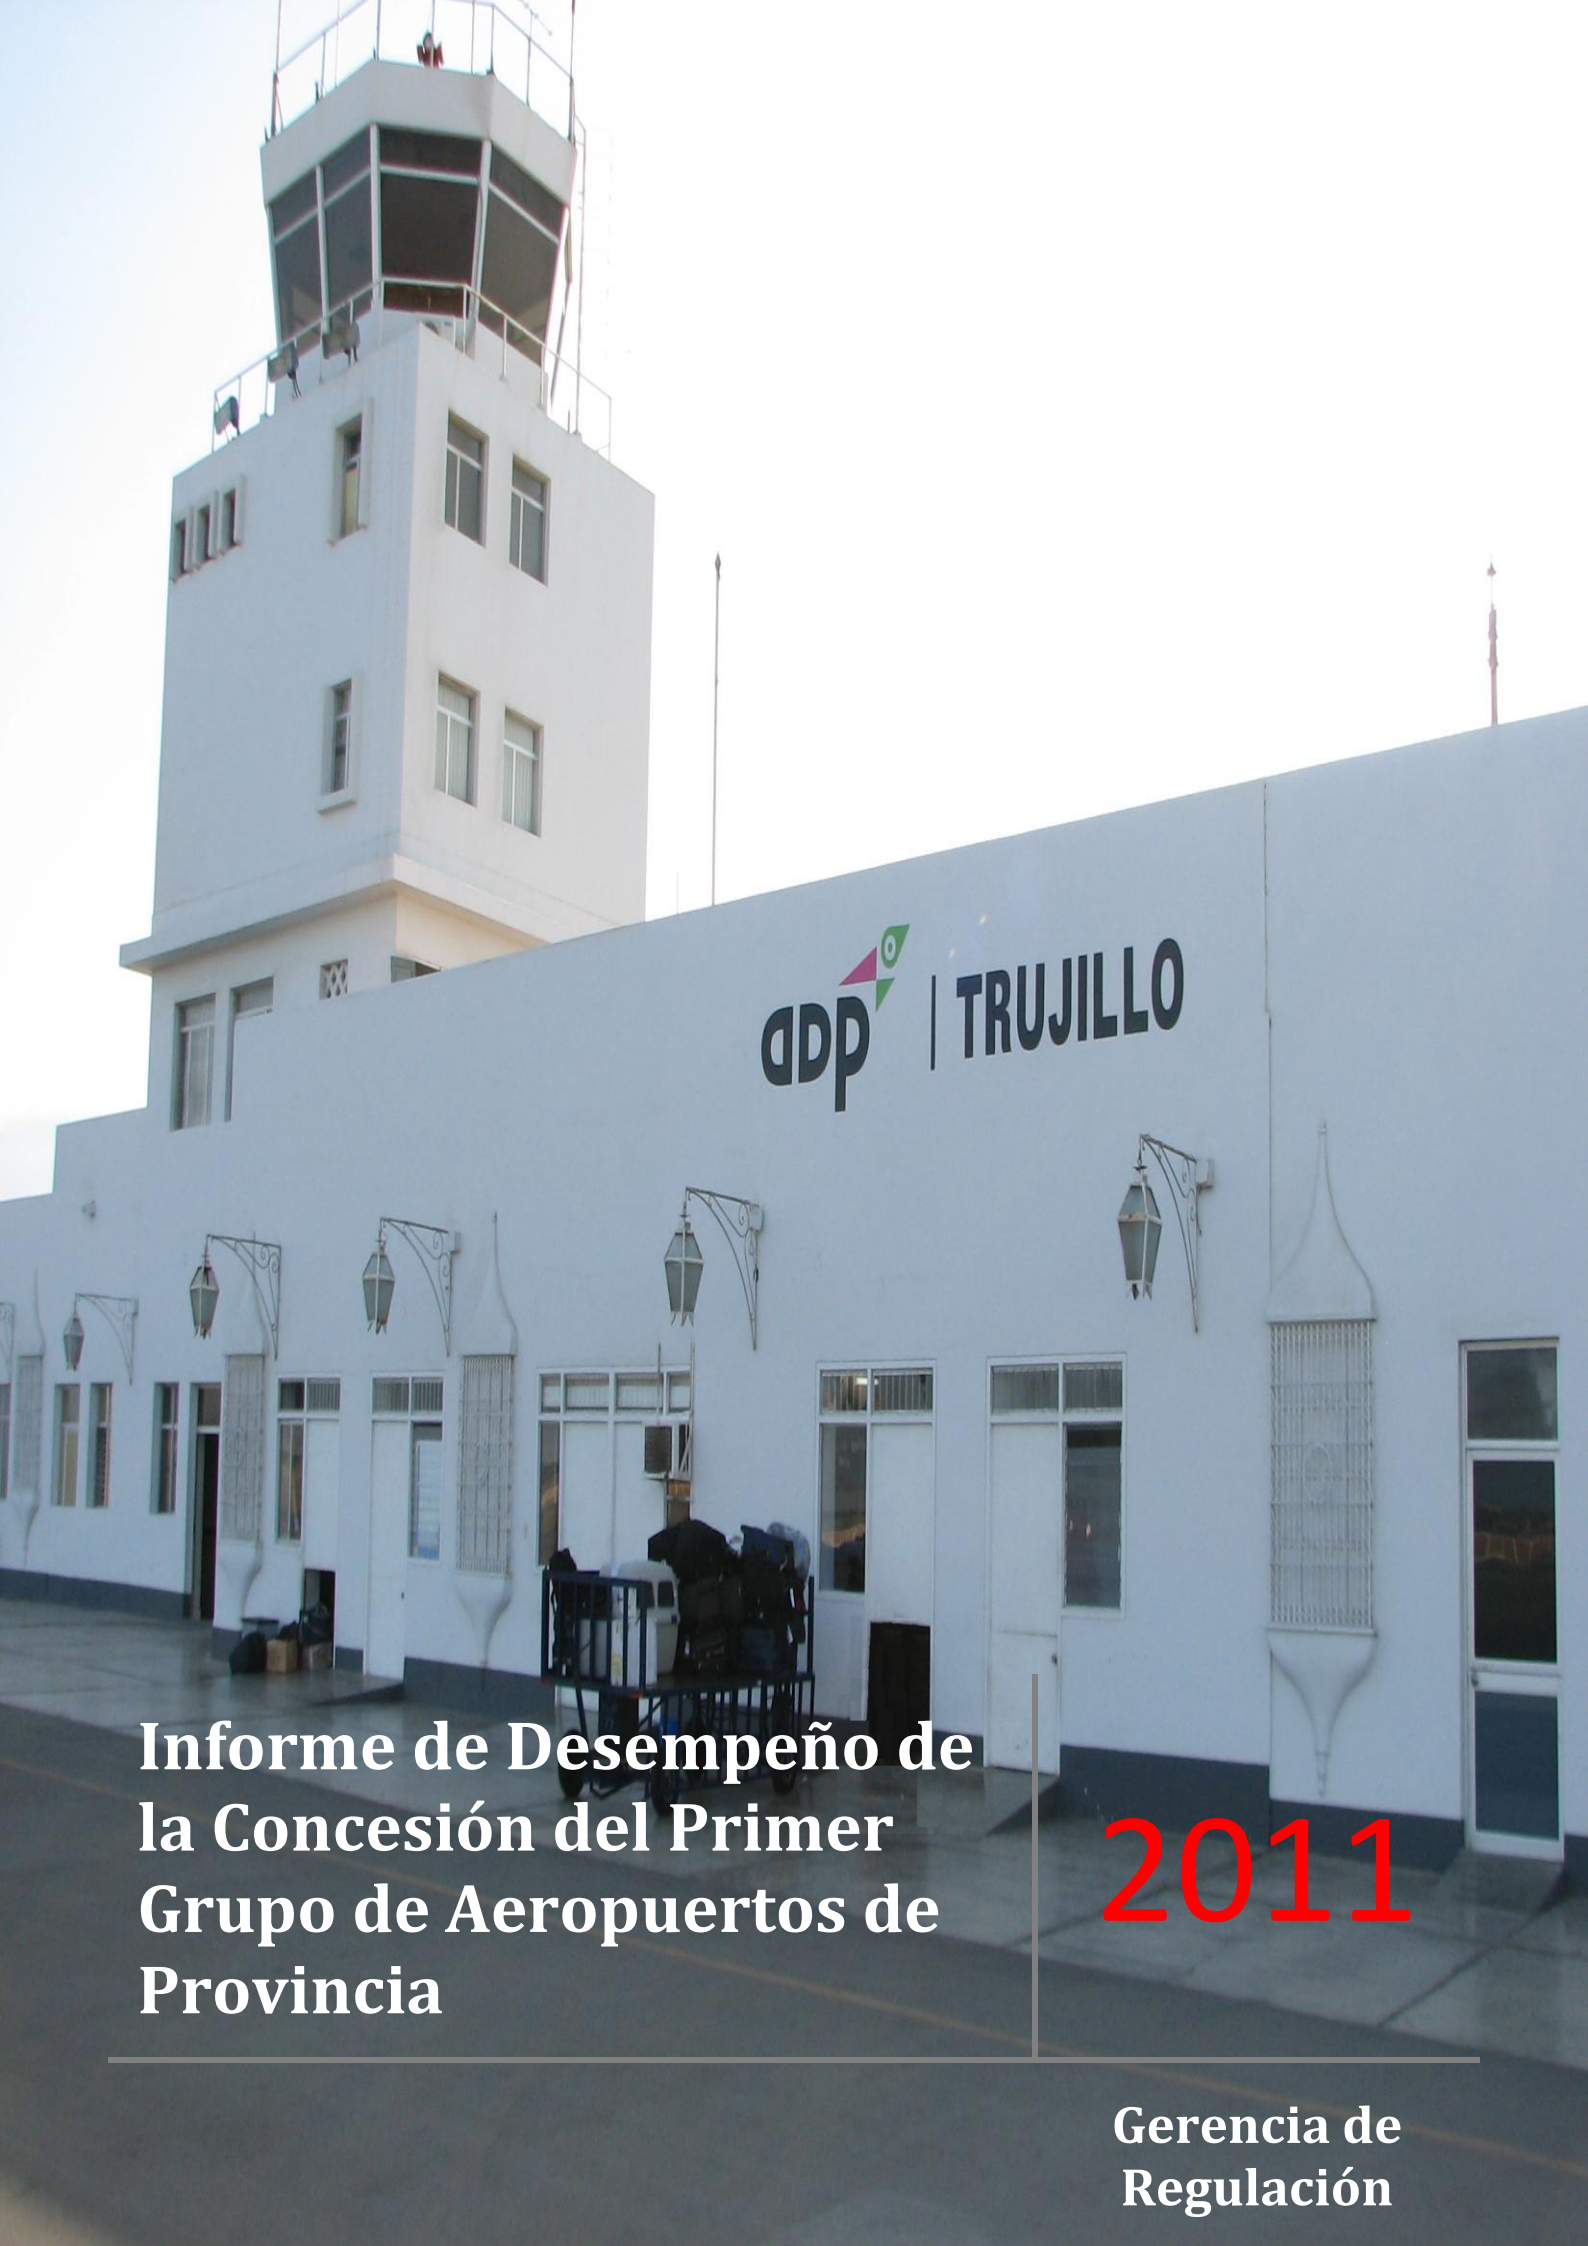 adp | TRUJILLO
Informe de Desempeño de
la Concesión del Primer
Grupo de Aeropuertos de
Provincia
2011
Gerencia de
Regulación